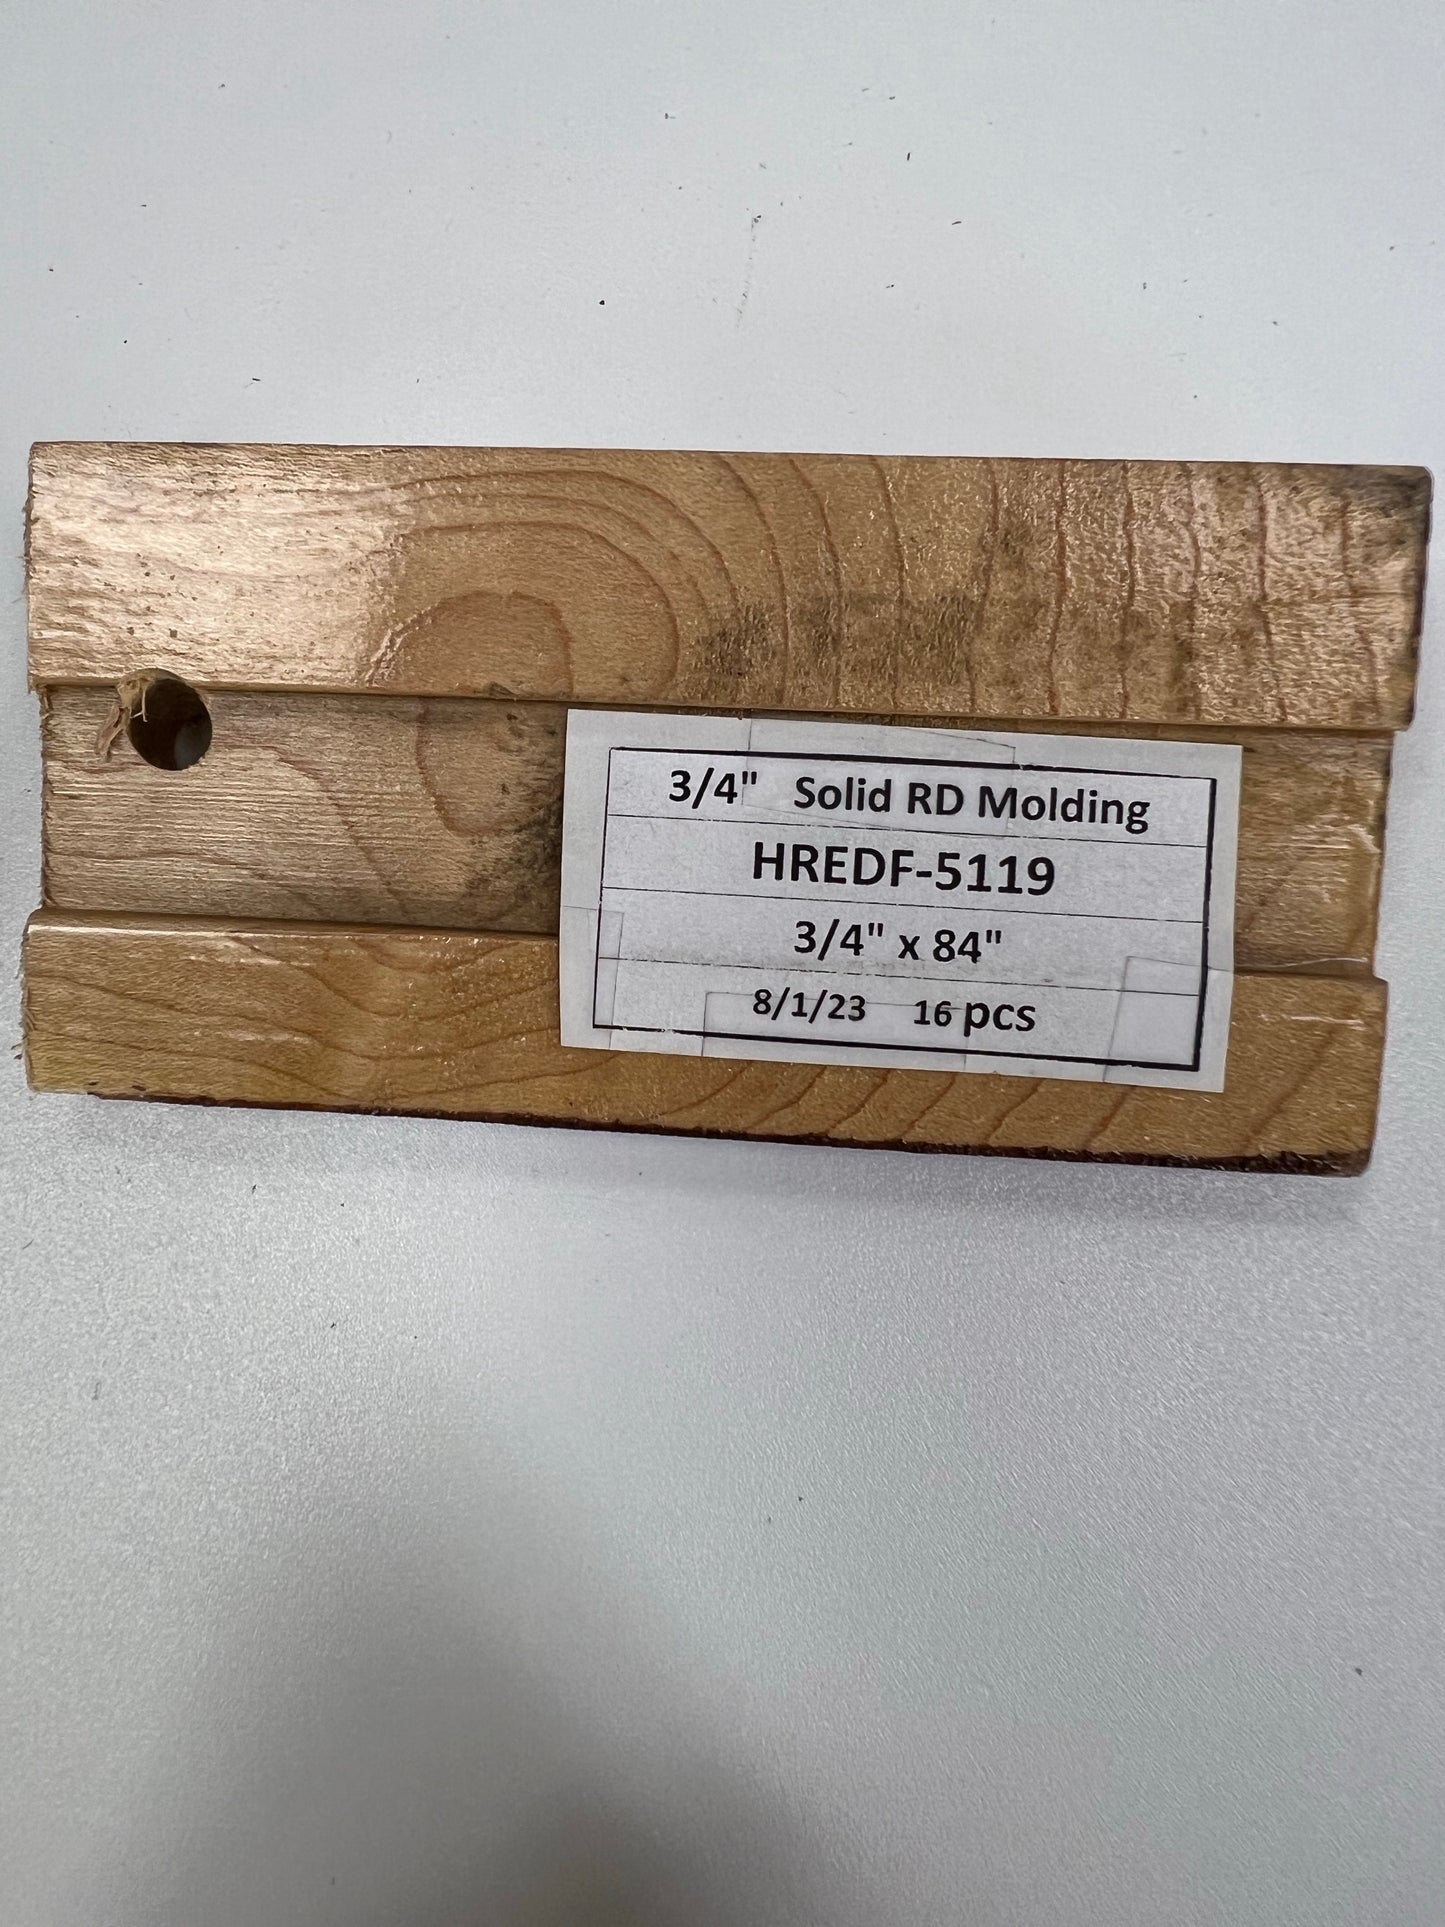 3/4" Solid RD Molding
HREDF-5119
3/4" x 84"
8/1/23 16 pcs